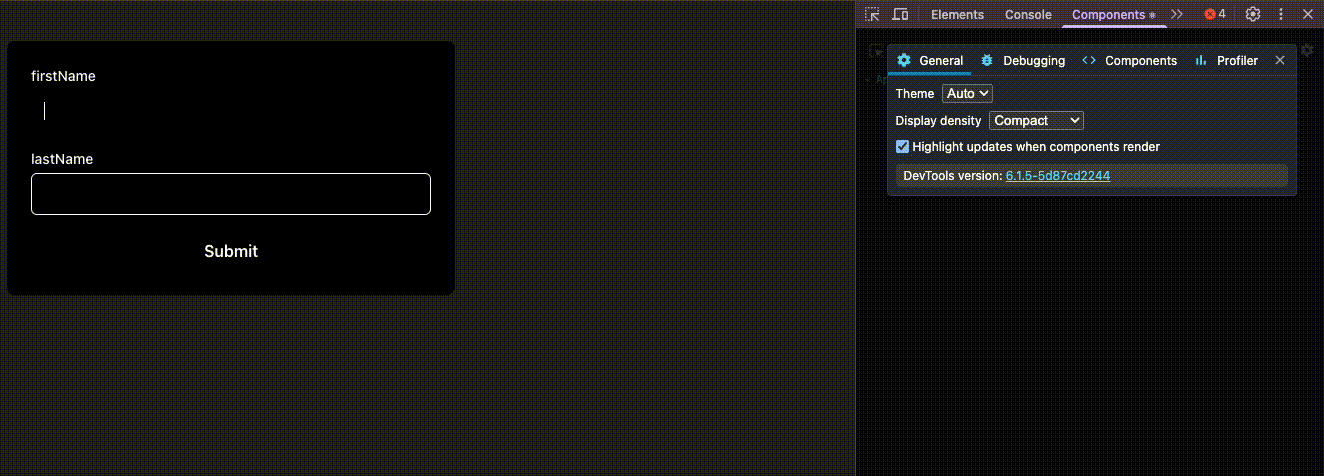 firstName
lastName
Submit
Elements Console Components 4
General Debugging Components Profiler
Theme Auto
Display density Compact
Highlight updates when components render
DevTools version: 6.1.5-5d87cd2244